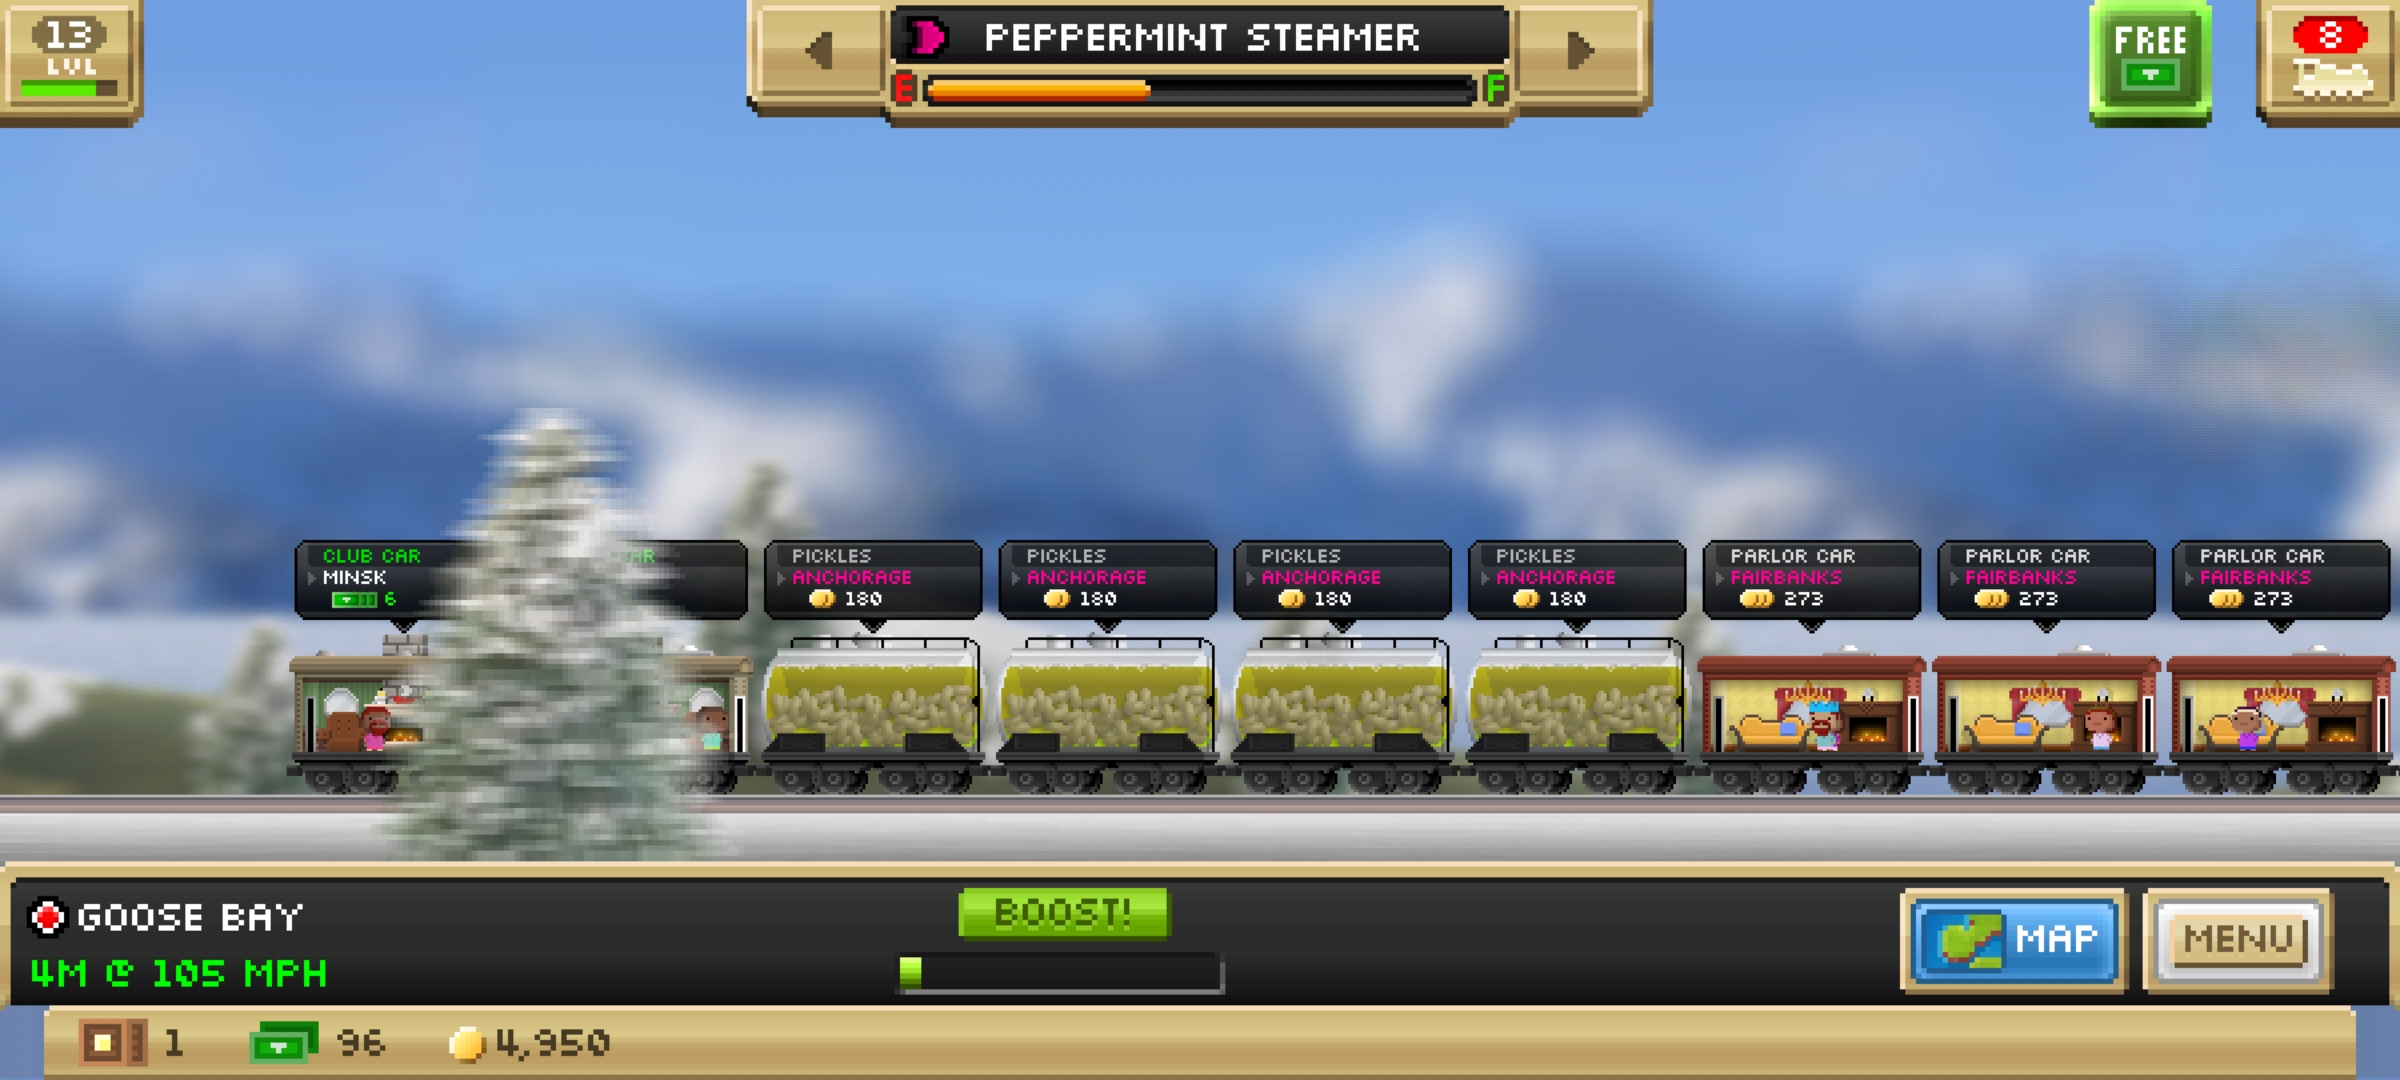 13
LVL
PEPPERMINT STEAMER
E F
FREE
8
CLUB CAR
MINSK
6
PICKLES
ANCHORAGE
180
PICKLES
ANCHORAGE
180
PICKLES
ANCHORAGE
180
PICKLES
ANCHORAGE
180
PARLOR CAR
FAIRBANKS
273
PARLOR CAR
FAIRBANKS
273
PARLOR CAR
FAIRBANKS
273
GOOSE BAY
4M @ 105 MPH
BOOST!
MAP
MENU
1 96 4,950